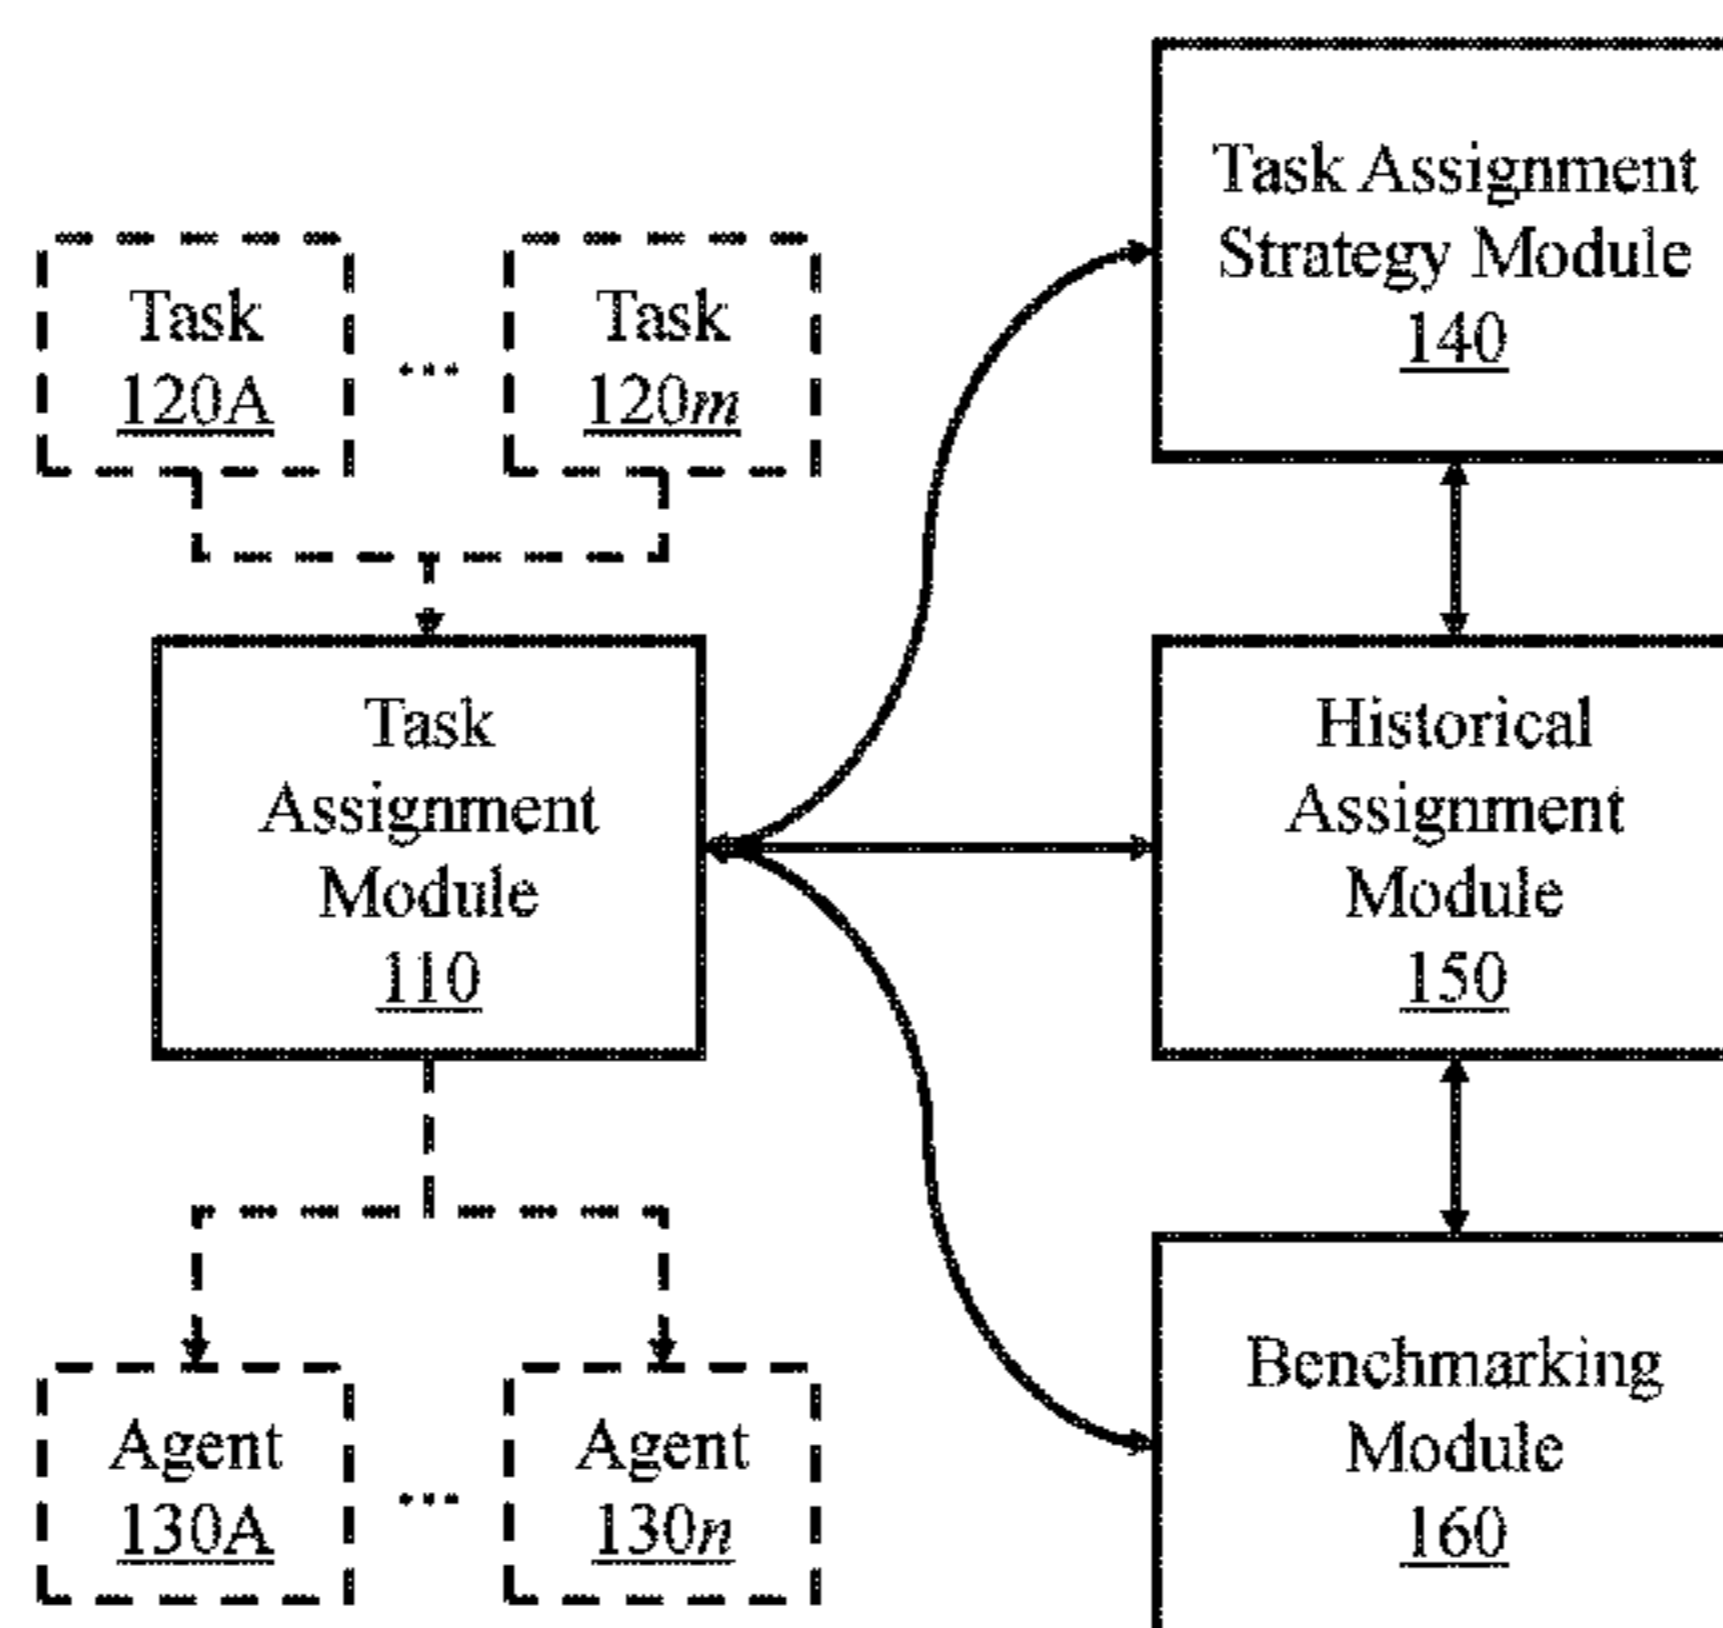 Task Assignment
Strategy Module
140
Task
120A
...
Task
120m
Task
Assignment
Module
110
Historical
Assignment
Module
150
Benchmarking
Module
160
Agent
130A
...
Agent
130n